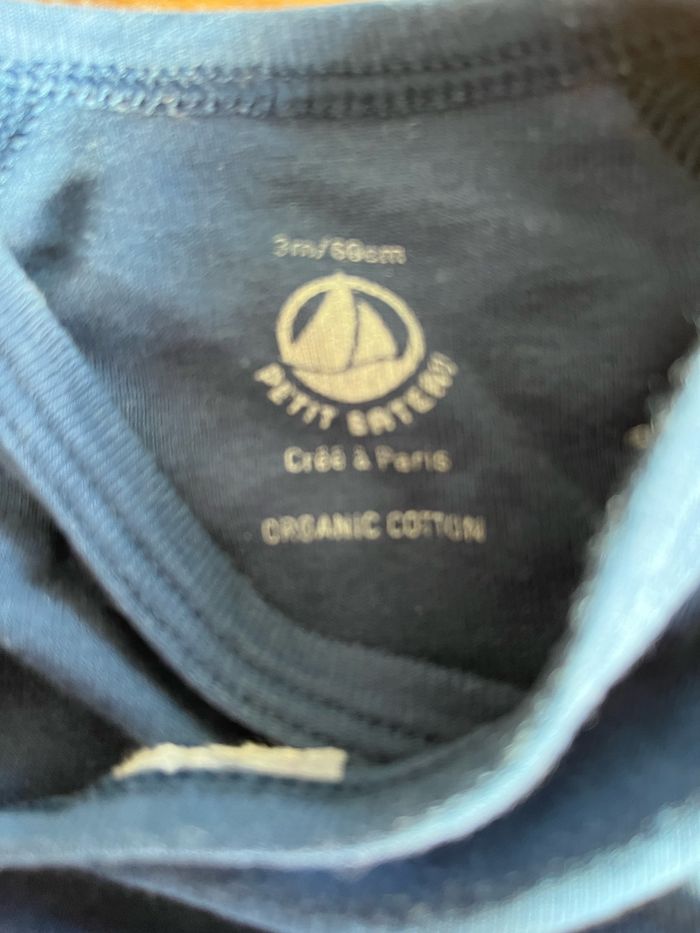 3m/60cm
PETIT BATEAU
Créé à Paris
ORGANIC COTTON